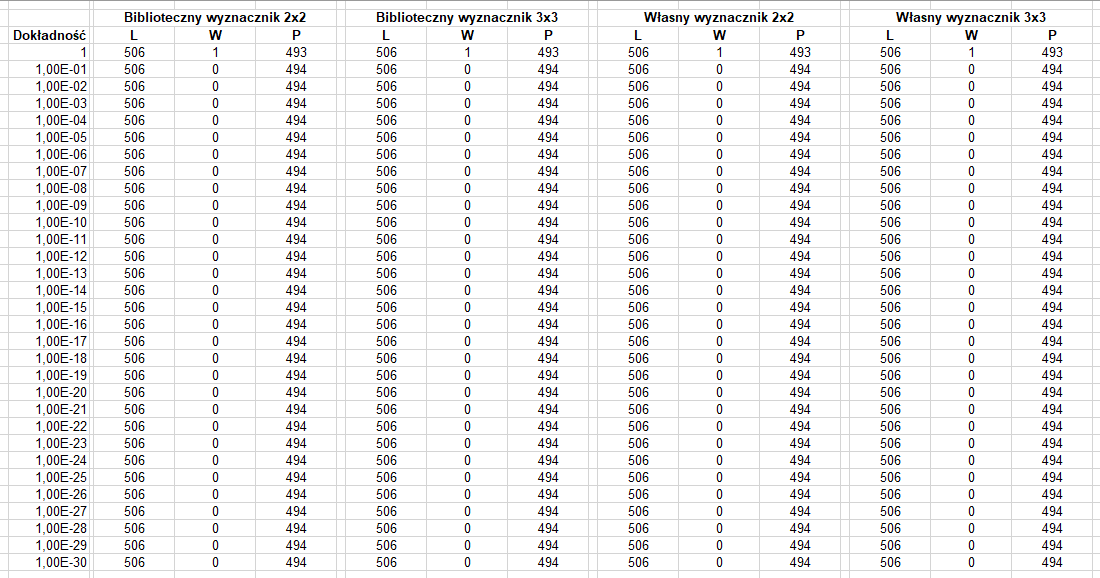 Biblioteczny wyznacznik 2x2 Biblioteczny wyznacznik 3x3 Własny wyznacznik 2x2 Własny wyznacznik 3x3
Dokładność L W P L W P L W P L W P
1 506 1 493 506 1 493 506 1 493 506 1 493
1,00E-01 506 0 494 506 0 494 506 0 494 506 0 494
1,00E-02 506 0 494 506 0 494 506 0 494 506 0 494
1,00E-03 506 0 494 506 0 494 506 0 494 506 0 494
1,00E-04 506 0 494 506 0 494 506 0 494 506 0 494
1,00E-05 506 0 494 506 0 494 506 0 494 506 0 494
1,00E-06 506 0 494 506 0 494 506 0 494 506 0 494
1,00E-07 506 0 494 506 0 494 506 0 494 506 0 494
1,00E-08 506 0 494 506 0 494 506 0 494 506 0 494
1,00E-09 506 0 494 506 0 494 506 0 494 506 0 494
1,00E-10 506 0 494 506 0 494 506 0 494 506 0 494
1,00E-11 506 0 494 506 0 494 506 0 494 506 0 494
1,00E-12 506 0 494 506 0 494 506 0 494 506 0 494
1,00E-13 506 0 494 506 0 494 506 0 494 506 0 494
1,00E-14 506 0 494 506 0 494 506 0 494 506 0 494
1,00E-15 506 0 494 506 0 494 506 0 494 506 0 494
1,00E-16 506 0 494 506 0 494 506 0 494 506 0 494
1,00E-17 506 0 494 506 0 494 506 0 494 506 0 494
1,00E-18 506 0 494 506 0 494 506 0 494 506 0 494
1,00E-19 506 0 494 506 0 494 506 0 494 506 0 494
1,00E-20 506 0 494 506 0 494 506 0 494 506 0 494
1,00E-21 506 0 494 506 0 494 506 0 494 506 0 494
1,00E-22 506 0 494 506 0 494 506 0 494 506 0 494
1,00E-23 506 0 494 506 0 494 506 0 494 506 0 494
1,00E-24 506 0 494 506 0 494 506 0 494 506 0 494
1,00E-25 506 0 494 506 0 494 506 0 494 506 0 494
1,00E-26 506 0 494 506 0 494 506 0 494 506 0 494
1,00E-27 506 0 494 506 0 494 506 0 494 506 0 494
1,00E-28 506 0 494 506 0 494 506 0 494 506 0 494
1,00E-29 506 0 494 506 0 494 506 0 494 506 0 494
1,00E-30 506 0 494 506 0 494 506 0 494 506 0 494